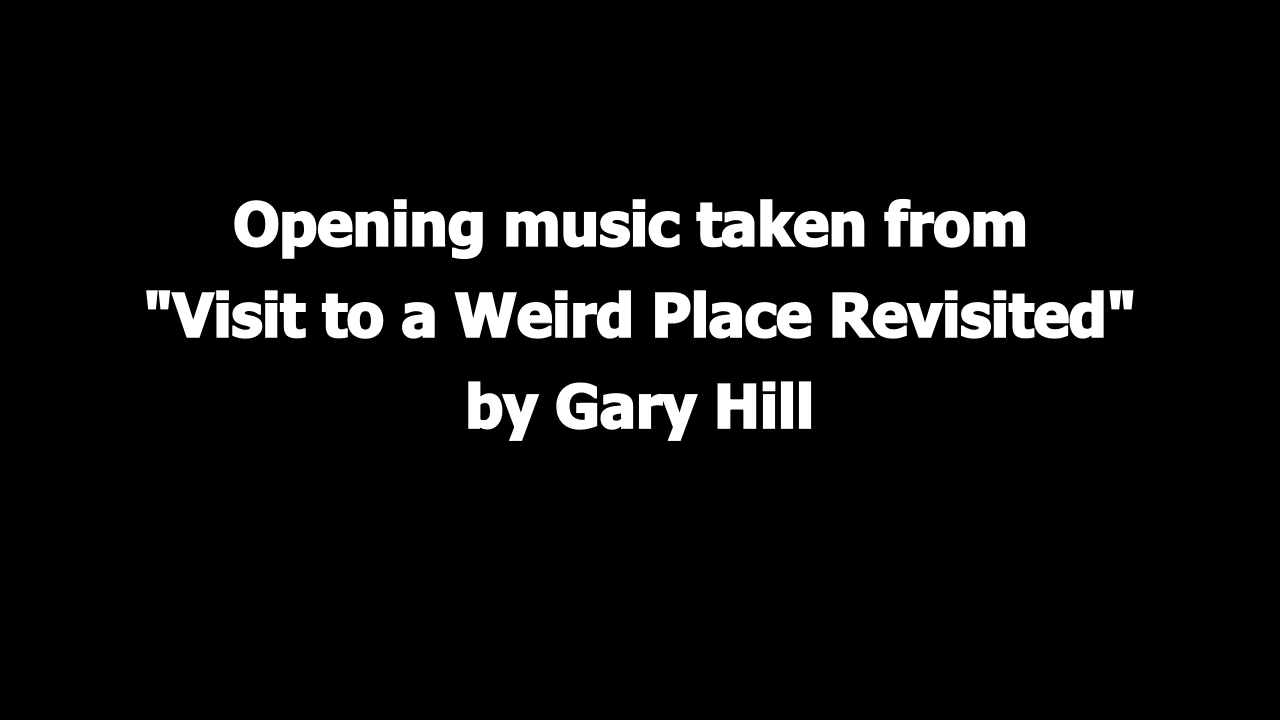 Opening music taken from
"Visit to a Weird Place Revisited"
by Gary Hill